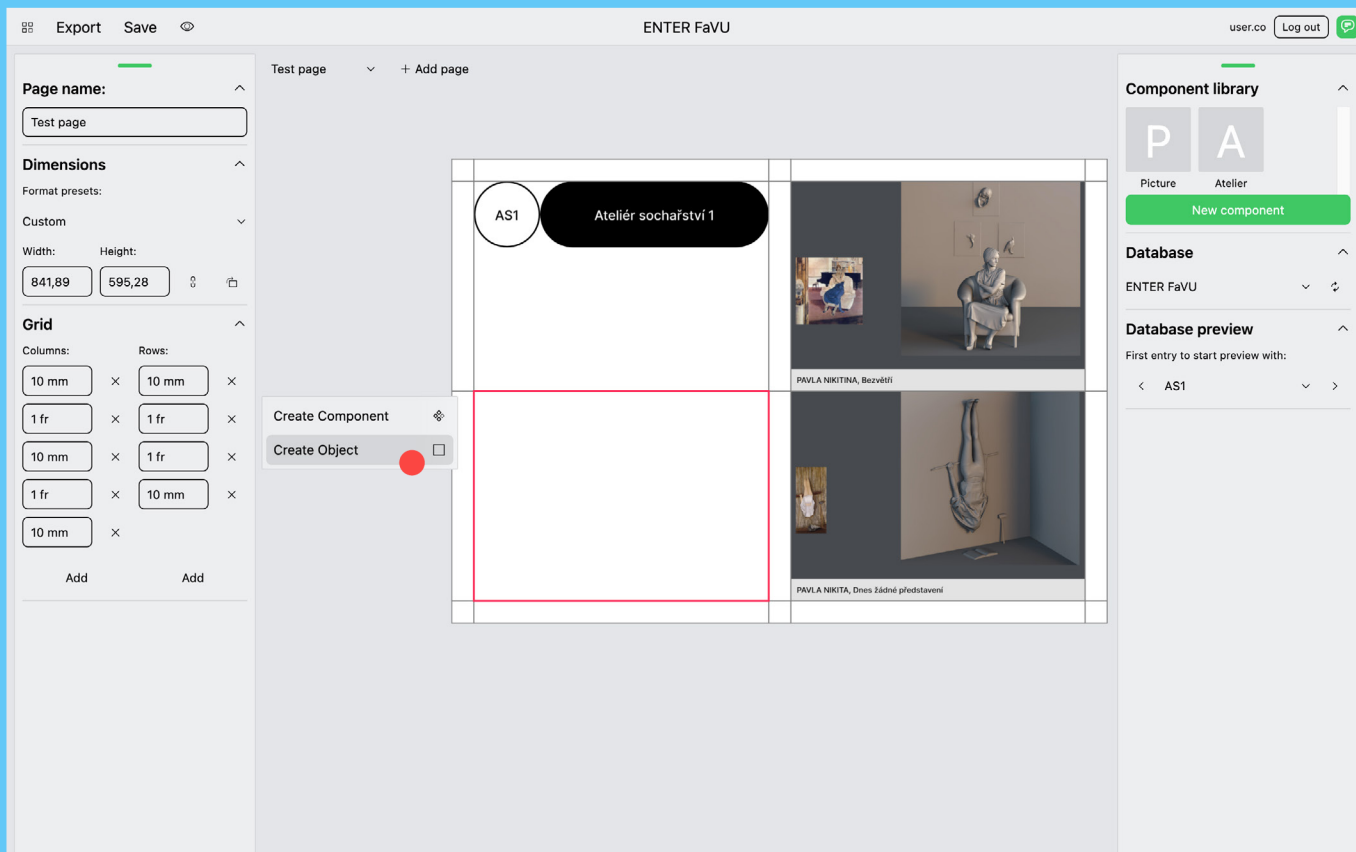 Export Save ENTER FaVU user.co Log out
Test page + Add page
Page name:
Test page
Dimensions
Format presets:
Custom
Width: Height:
841,89 595,28
Grid
Columns: Rows:
10 mm × 10 mm ×
1 fr × 1 fr ×
10 mm × 1 fr ×
1 fr × 10 mm ×
10 mm ×
Add Add
Create Component
Create Object
AS1 Ateliér sochařství 1
PAVLA NIKITINA, Bezvětří
PAVLA NIKITA, Dnes žádné představení
Component library
P A
Picture Atelier
New component
Database
ENTER FaVU
Database preview
First entry to start preview with:
AS1